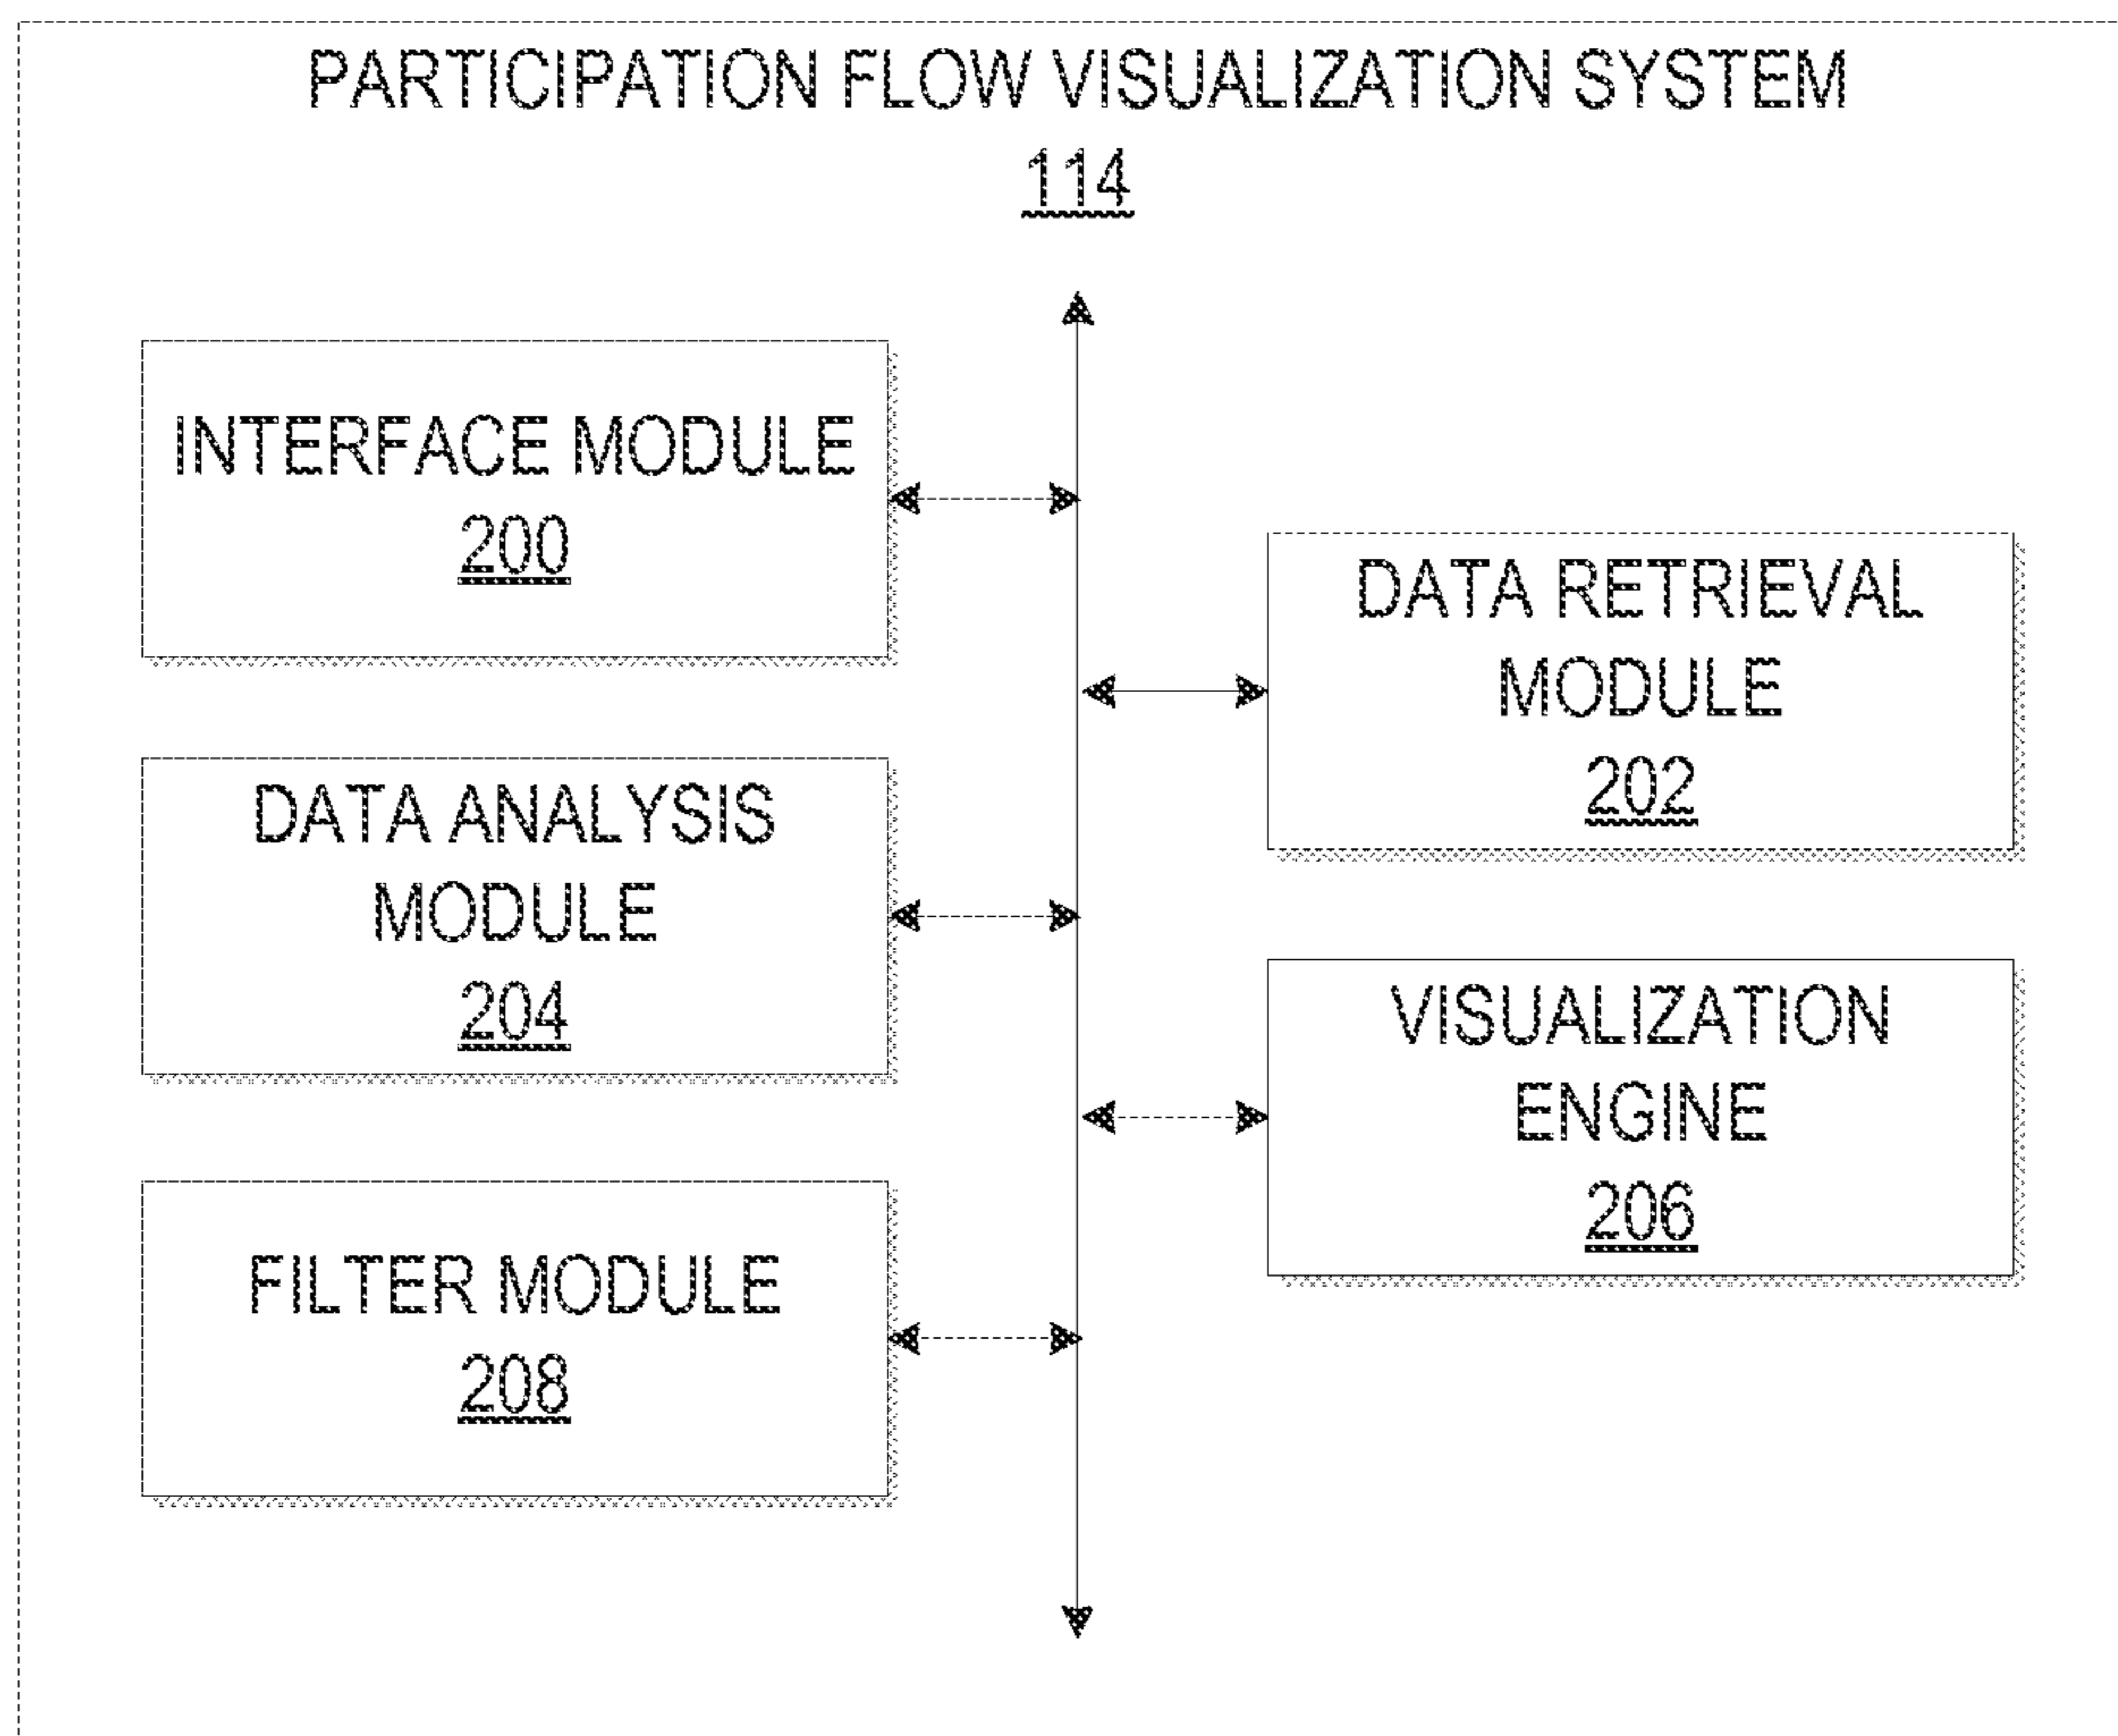 PARTICIPATION FLOW VISUALIZATION SYSTEM
114
INTERFACE MODULE
200
DATA RETRIEVAL
MODULE
202
DATA ANALYSIS
MODULE
204
VISUALIZATION
ENGINE
206
FILTER MODULE
208